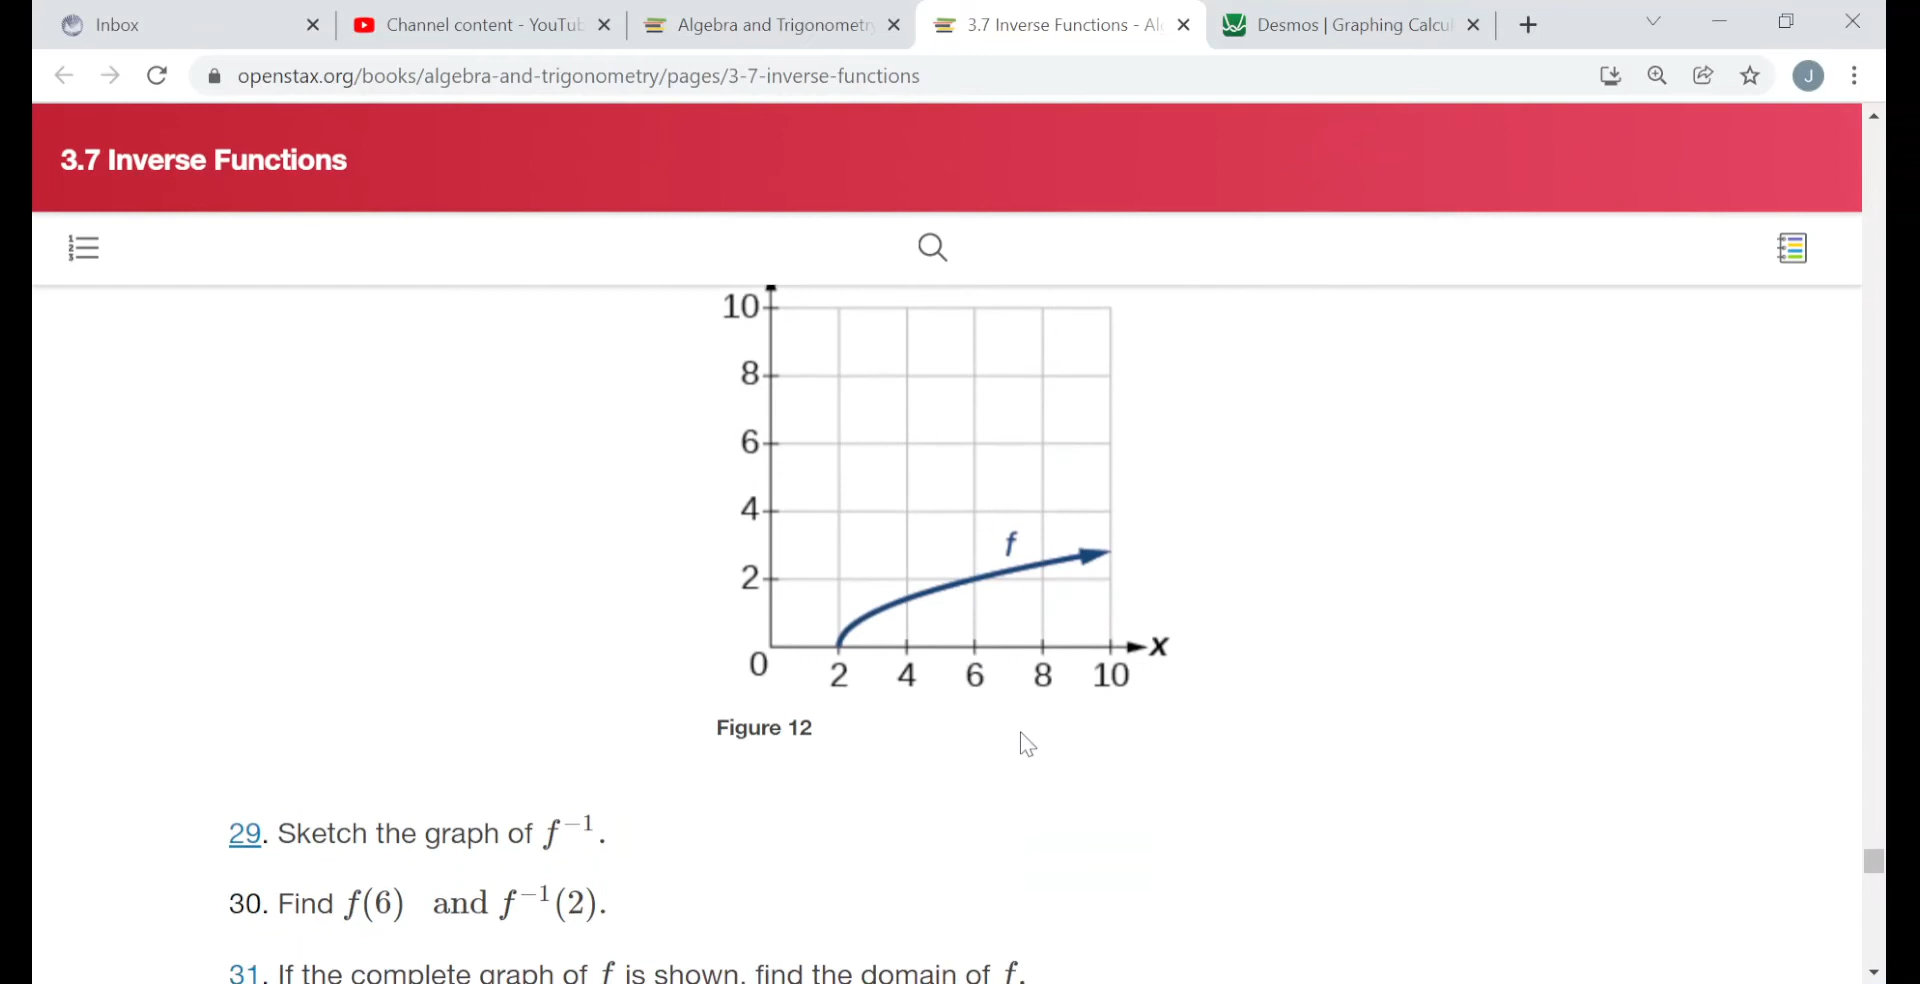 Inbox
Channel content - YouTub
Algebra and Trigonometry
3.7 Inverse Functions - Al
Desmos | Graphing Calcul
openstax.org/books/algebra-and-trigonometry/pages/3-7-inverse-functions
J
3.7 Inverse Functions
10
8
6
4
2
0
f
x
2 4 6 8 10
Figure 12
29. Sketch the graph of f⁻¹.
30. Find f(6) and f⁻¹(2).
31. If the complete graph of f is shown, find the domain of f.